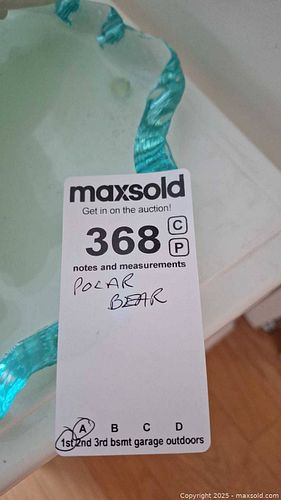 maxsold
Get in on the auction!
368 C
P
notes and measurements
POLAR
BEAR
A B C D
1st 2nd 3rd bsmt garage outdoors
Copyright 2025 - maxsold.com